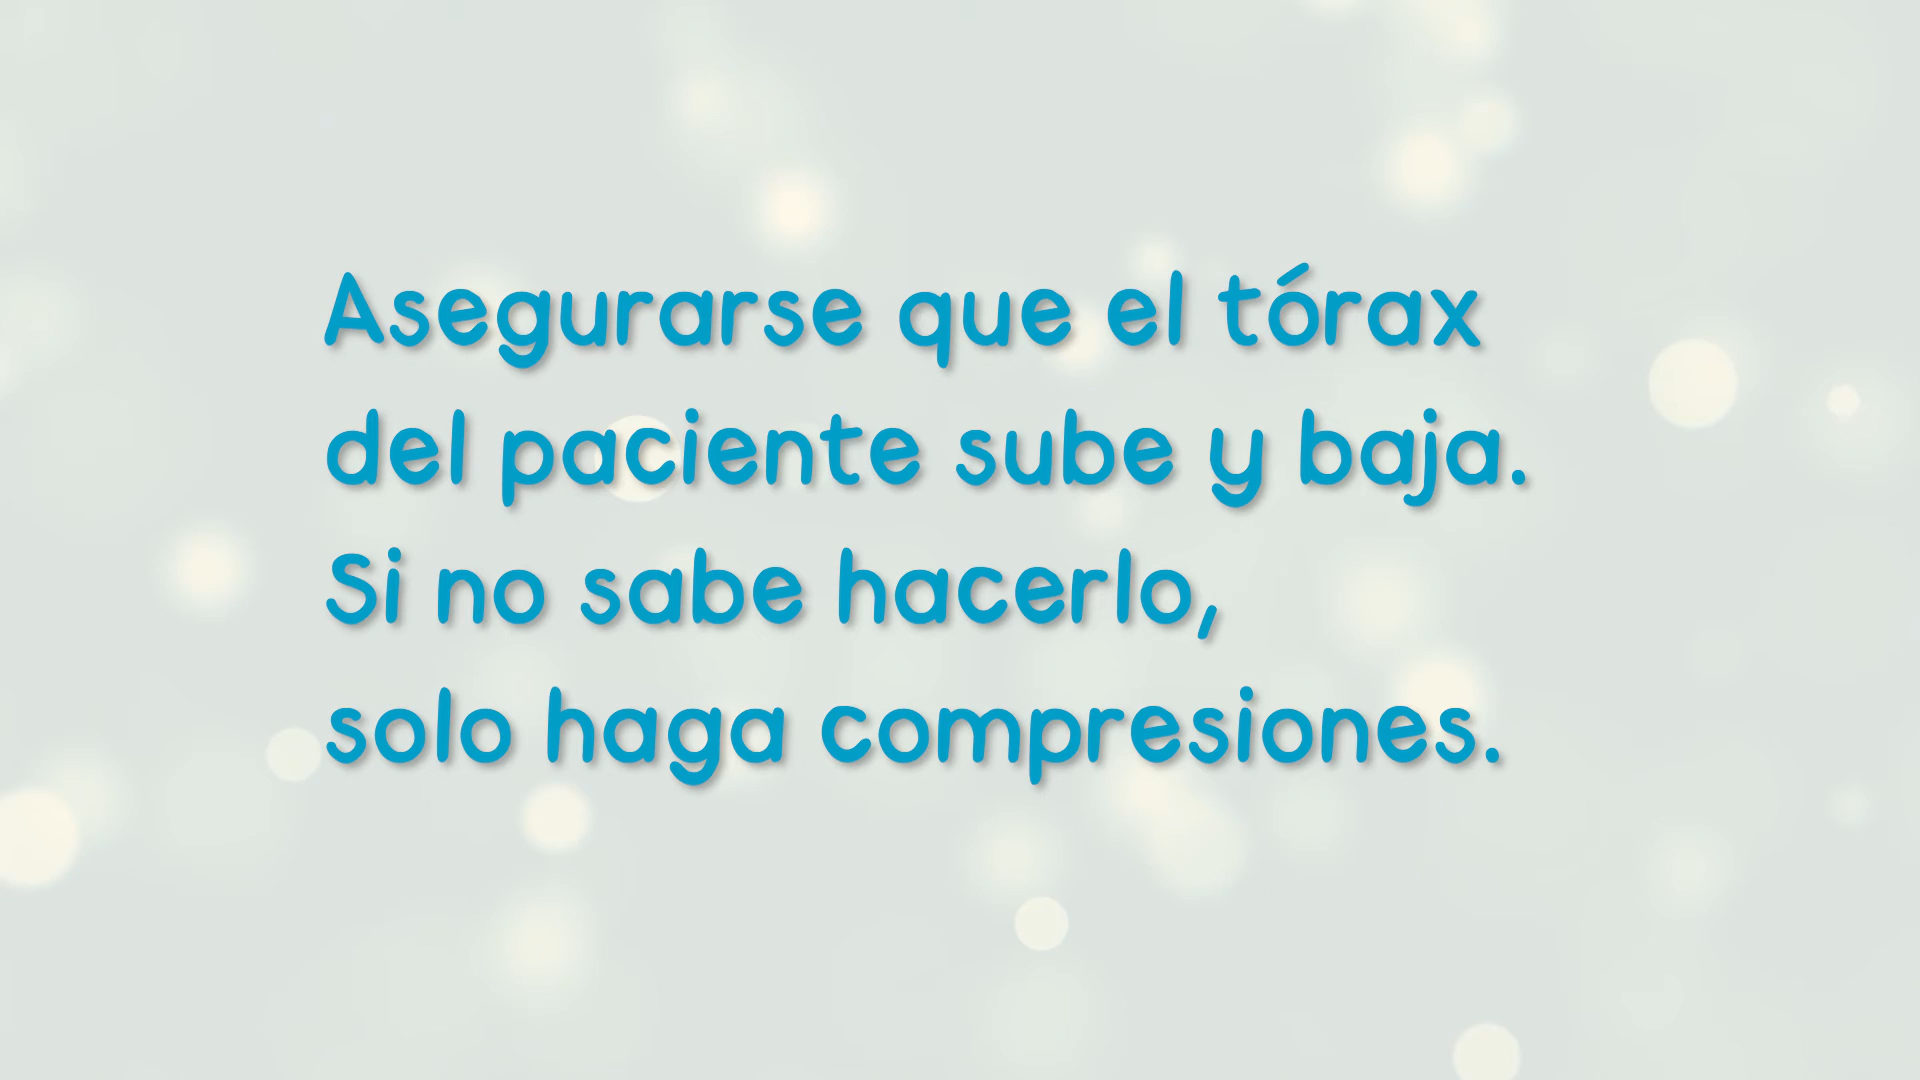 Asegurarse que el tórax
del paciente sube y baja.
Si no sabe hacerlo,
solo haga compresiones.